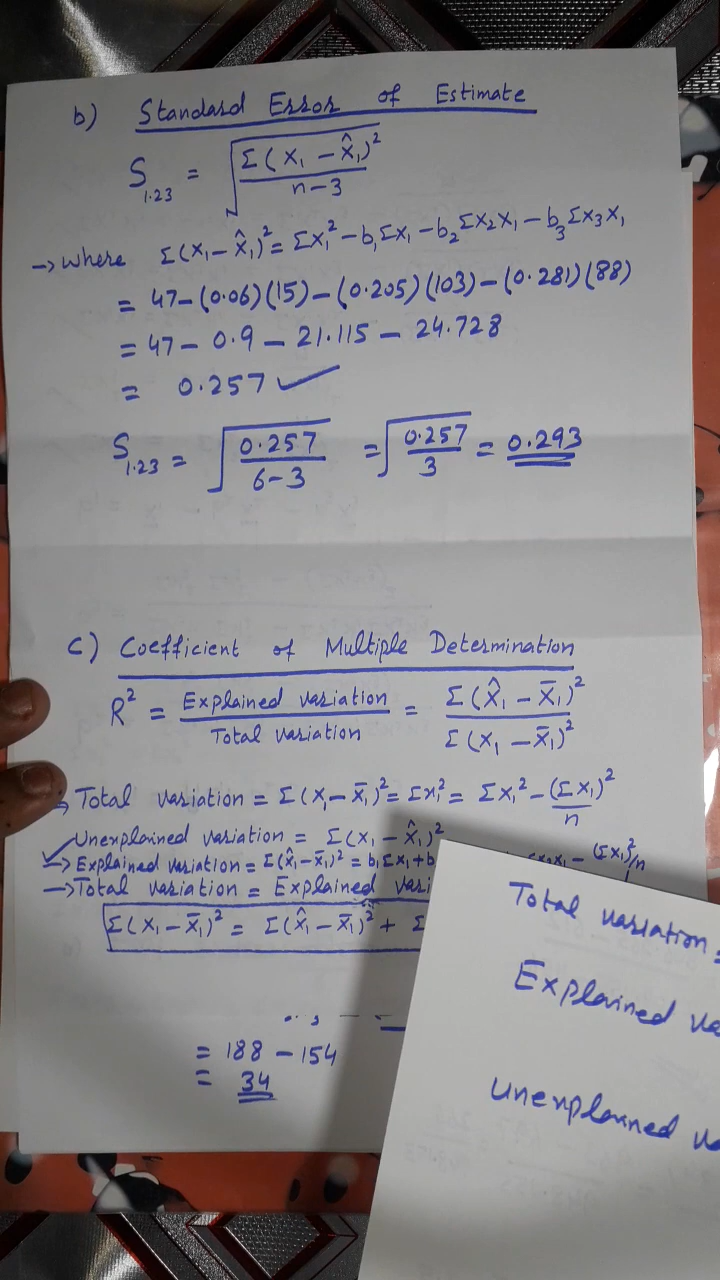 b) Standard Error of Estimate
S₁.₂₃ = √(Σ(X₁ - X̂₁)² / n-3)
→ where Σ(X₁-X̂₁)² = ΣX₁² - b₁ΣX₁ - b₂ΣX₂X₁ - b₃ΣX₃X₁
= 47-(0.06)(15)-(0.205)(103)-(0.281)(88)
= 47 - 0.9 - 21.115 - 24.728
= 0.257 ✓
S₁.₂₃ = √(0.257 / 6-3) = √(0.257 / 3) = 0.293
c) Coefficient of Multiple Determination
R² = Explained variation / Total variation = Σ(X̂₁ - X̄₁)² / Σ(X₁ - X̄₁)²
→ Total variation = Σ(X₁-X̄₁)² = Σx₁² = ΣX₁² - (ΣX₁)² / n
Unexplained variation = Σ(X₁ - X̂₁)²
→ Explained variation = Σ(X̂₁-X̄₁)² = b₁ΣX₁ + b - (ΣX₁)²/n
→ Total variation = Explained vari
Σ(X₁-X̄₁)² = Σ(X̂₁-X̄₁)² + Σ
= 188 - 154
= 34
Total variation =
Explained va
Unexplained va